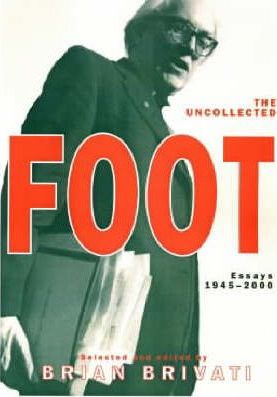 THE
UNCOLLECTED
FOOT
Essays
1945–2000
Selected and edited by
BRIAN BRIVATI